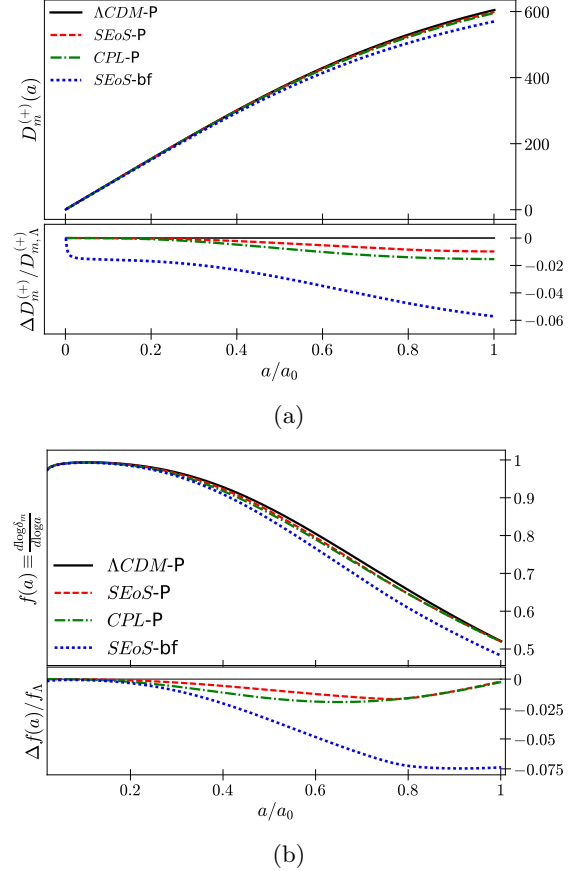 ΛCDM-P
SEoS-P
CPL-P
SEoS-bf
D_m^{(+)}(a)
600
400
200
0
ΔD_m^{(+)}/D_{m,Λ}^{(+)}
0
−0.02
−0.04
−0.06
0 0.2 0.4 0.6 0.8 1
a/a_0
(a)
f(a) ≡ dlogδ_m/dloga
1
0.9
0.8
0.7
0.6
0.5
ΛCDM-P
SEoS-P
CPL-P
SEoS-bf
Δf(a)/f_Λ
0
−0.025
−0.05
−0.075
0.2 0.4 0.6 0.8 1
a/a_0
(b)